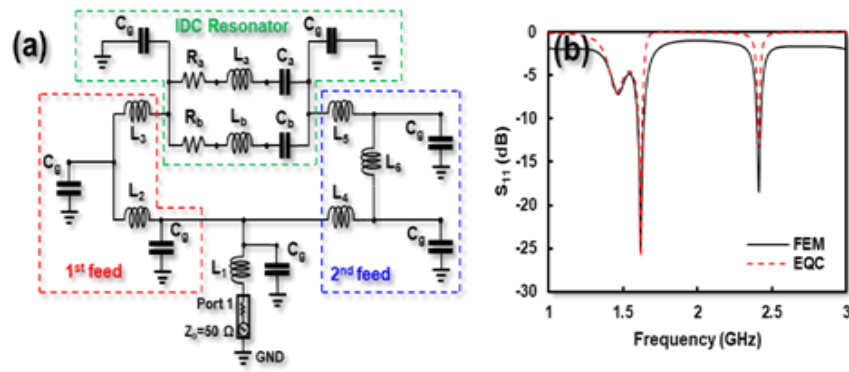 (a)
IDC Resonator
Cg
Cg
Ra
La
Ca
Rb
Lb
Cb
L3
L5
Cg
Cg
L6
L2
L4
Cg
Cg
Cg
1st feed
L1
2nd feed
Port 1
Z0=50 Ω
GND
(b)
0
-5
-10
-15
-20
-25
-30
S11 (dB)
FEM
EQC
1
1.5
2
2.5
3
Frequency (GHz)